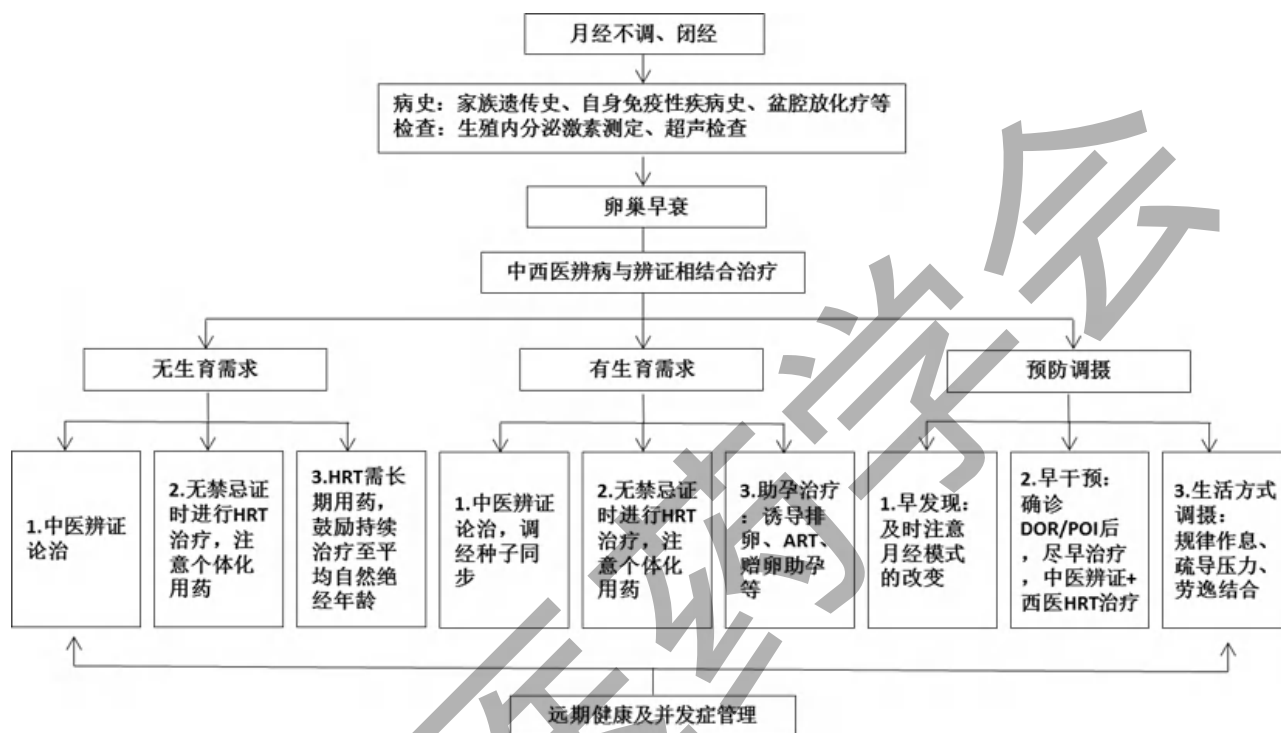 月经不调、闭经
病史：家族遗传史、自身免疫性疾病史、盆腔放化疗等
检查：生殖内分泌激素测定、超声检查
卵巢早衰
中西医辨病与辨证相结合治疗
无生育需求
有生育需求
预防调摄
1.中医辨证
论治
2.无禁忌证
时进行HRT
治疗，注
意个体化
用药
3.HRT需长
期用药，
鼓励持续
治疗至平
均自然绝
经年龄
1.中医辨证
论治，调
经种子同
步
2.无禁忌证
时进行HRT
治疗，注
意个体化
用药
3.助孕治疗
：诱导排
卵、ART、
赠卵助孕
等
1.早发现：
及时注意
月经模式
的改变
2.早干预：
确诊
DOR/POI后
，尽早治疗
，中医辨证+
西医HRT治疗
3.生活方式
调摄：
规律作息、
疏导压力、
劳逸结合
远期健康及并发症管理
医药学会